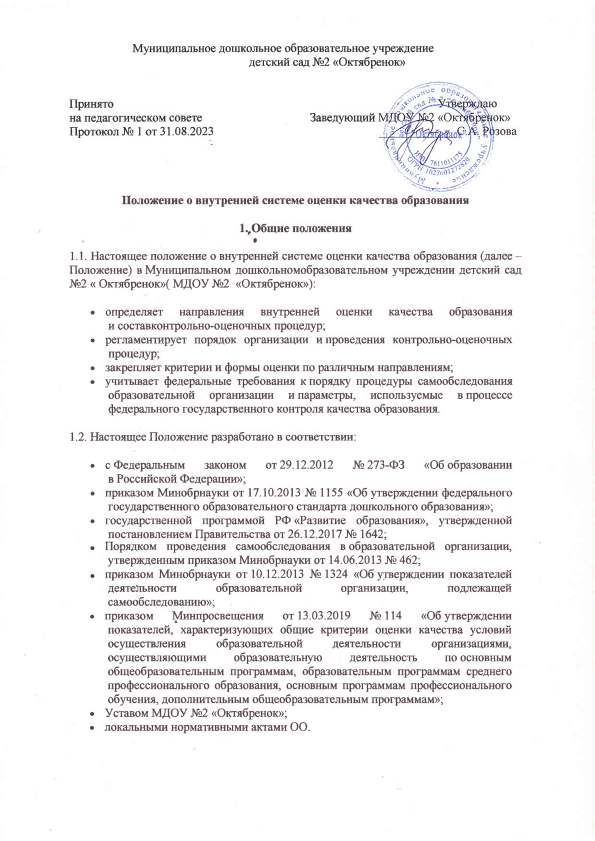 Муниципальное дошкольное образовательное учреждение
детский сад №2 «Октябренок»
Принято Утверждаю
на педагогическом совете Заведующий МДОУ №2 «Октябренок»
Протокол № 1 от 31.08.2023 С.А. Розова
Октябренок
ИНН 7611011175
ОГРН 1027601272820
Положение о внутренней системе оценки качества образования
1. Общие положения
1.1. Настоящее положение о внутренней системе оценки качества образования (далее –
Положение) в Муниципальном дошкольномобразовательном учреждении детский сад
№2 « Октябренок»( МДОУ №2 «Октябренок»):
• определяет направления внутренней оценки качества образования
и составконтрольно-оценочных процедур;
• регламентирует порядок организации и проведения контрольно-оценочных
процедур;
• закрепляет критерии и формы оценки по различным направлениям;
• учитывает федеральные требования к порядку процедуры самообследования
образовательной организации и параметры, используемые в процессе
федерального государственного контроля качества образования.
1.2. Настоящее Положение разработано в соответствии:
• с Федеральным законом от 29.12.2012 № 273-ФЗ «Об образовании
в Российской Федерации»;
• приказом Минобрнауки от 17.10.2013 № 1155 «Об утверждении федерального
государственного образовательного стандарта дошкольного образования»;
• государственной программой РФ «Развитие образования», утвержденной
постановлением Правительства от 26.12.2017 № 1642;
• Порядком проведения самообследования в образовательной организации,
утвержденным приказом Минобрнауки от 14.06.2013 № 462;
• приказом Минобрнауки от 10.12.2013 № 1324 «Об утверждении показателей
деятельности образовательной организации, подлежащей
самообследованию»;
• приказом Минпросвещения от 13.03.2019 № 114 «Об утверждении
показателей, характеризующих общие критерии оценки качества условий
осуществления образовательной деятельности организациями,
осуществляющими образовательную деятельность по основным
общеобразовательным программам, образовательным программам среднего
профессионального образования, основным программам профессионального
обучения, дополнительным общеобразовательным программам»;
• Уставом МДОУ №2 «Октябренок»;
• локальными нормативными актами ОО.